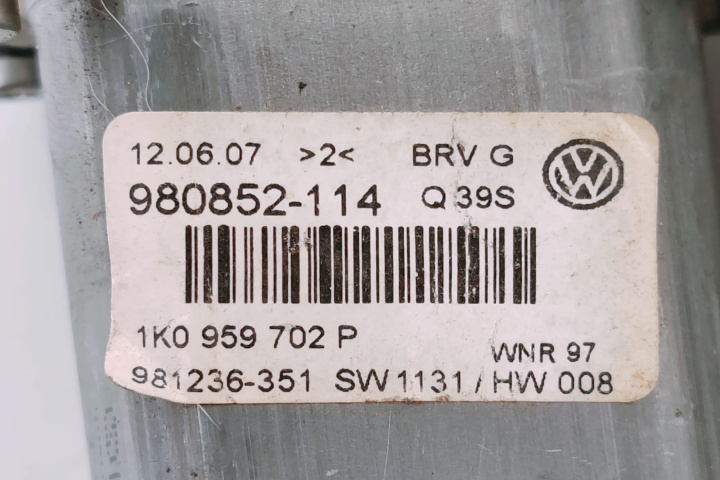 12.06.07 >2< BRV G
980852-114 Q 39S
1K0 959 702 P
WNR 97
981236-351 SW 1131 / HW 008